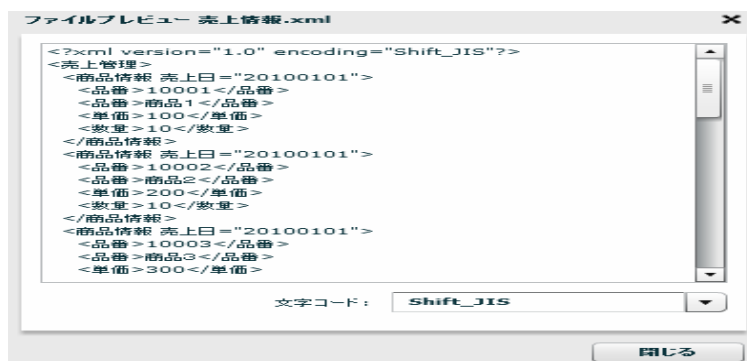 ファイルプレビュー 売上情報.xml
<?xml version="1.0" encoding="Shift_JIS"?>
<売上管理>
<商品情報 売上日="20100101">
<品番>10001</品番>
<品番>商品1</品番>
<単価>100</単価>
<数量>10</数量>
</商品情報>
<商品情報 売上日="20100101">
<品番>10002</品番>
<品番>商品2</品番>
<単価>200</単価>
<数量>10</数量>
</商品情報>
<商品情報 売上日="20100101">
<品番>10003</品番>
<品番>商品3</品番>
<単価>300</単価>
文字コード: Shift_JIS
閉じる